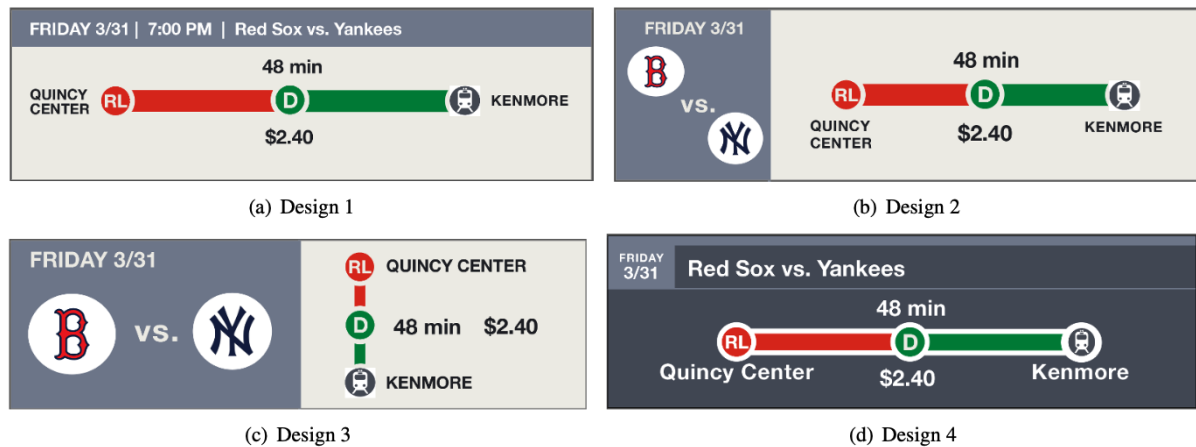 FRIDAY 3/31 | 7:00 PM | Red Sox vs. Yankees
48 min
QUINCY
CENTER
RL
D
KENMORE
$2.40
(a) Design 1
FRIDAY 3/31
B
vs.
NY
48 min
RL
D
QUINCY
CENTER
$2.40
KENMORE
(b) Design 2
FRIDAY 3/31
B
vs.
NY
RL
QUINCY CENTER
D
48 min $2.40
KENMORE
(c) Design 3
FRIDAY
3/31
Red Sox vs. Yankees
48 min
RL
D
Quincy Center
$2.40
Kenmore
(d) Design 4